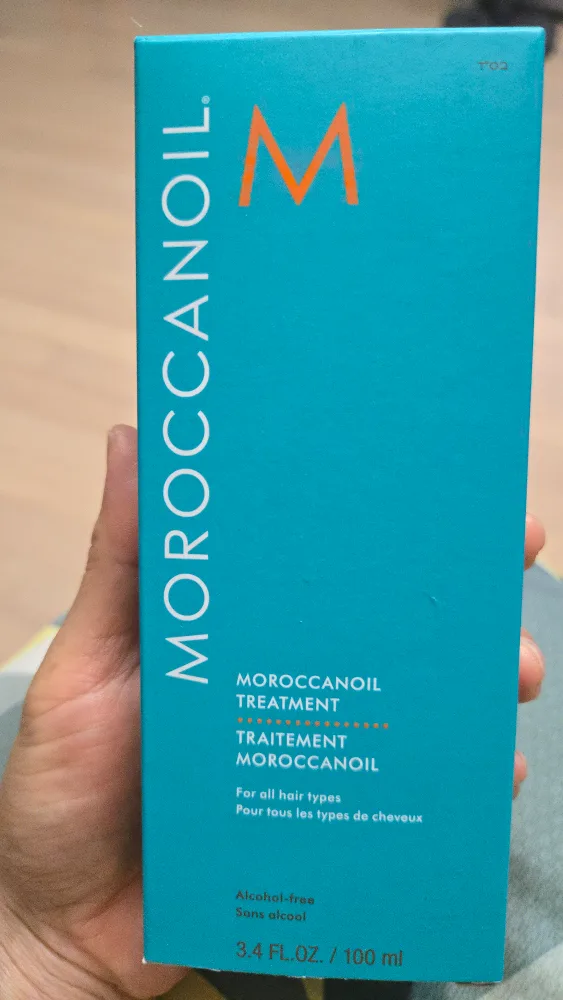 MOROCCANOIL®
M
MOROCCANOIL
TREATMENT
TRAITEMENT
MOROCCANOIL
For all hair types
Pour tous les types de cheveux
Alcohol-free
Sans alcool
3.4 FL.OZ. / 100 ml